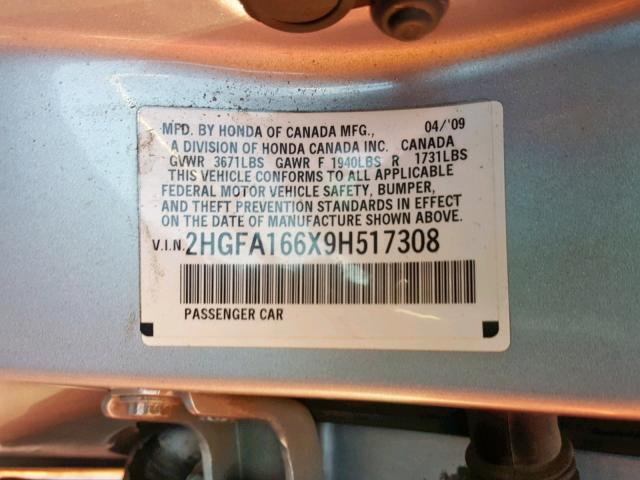 MFD. BY HONDA OF CANADA MFG., 04/'09
A DIVISION OF HONDA CANADA INC. CANADA
GVWR 3671LBS GAWR F 1940LBS R 1731LBS
THIS VEHICLE CONFORMS TO ALL APPLICABLE
FEDERAL MOTOR VEHICLE SAFETY, BUMPER,
AND THEFT PREVENTION STANDARDS IN EFFECT
ON THE DATE OF MANUFACTURE SHOWN ABOVE.
V.I.N. 2HGFA166X9H517308
PASSENGER CAR